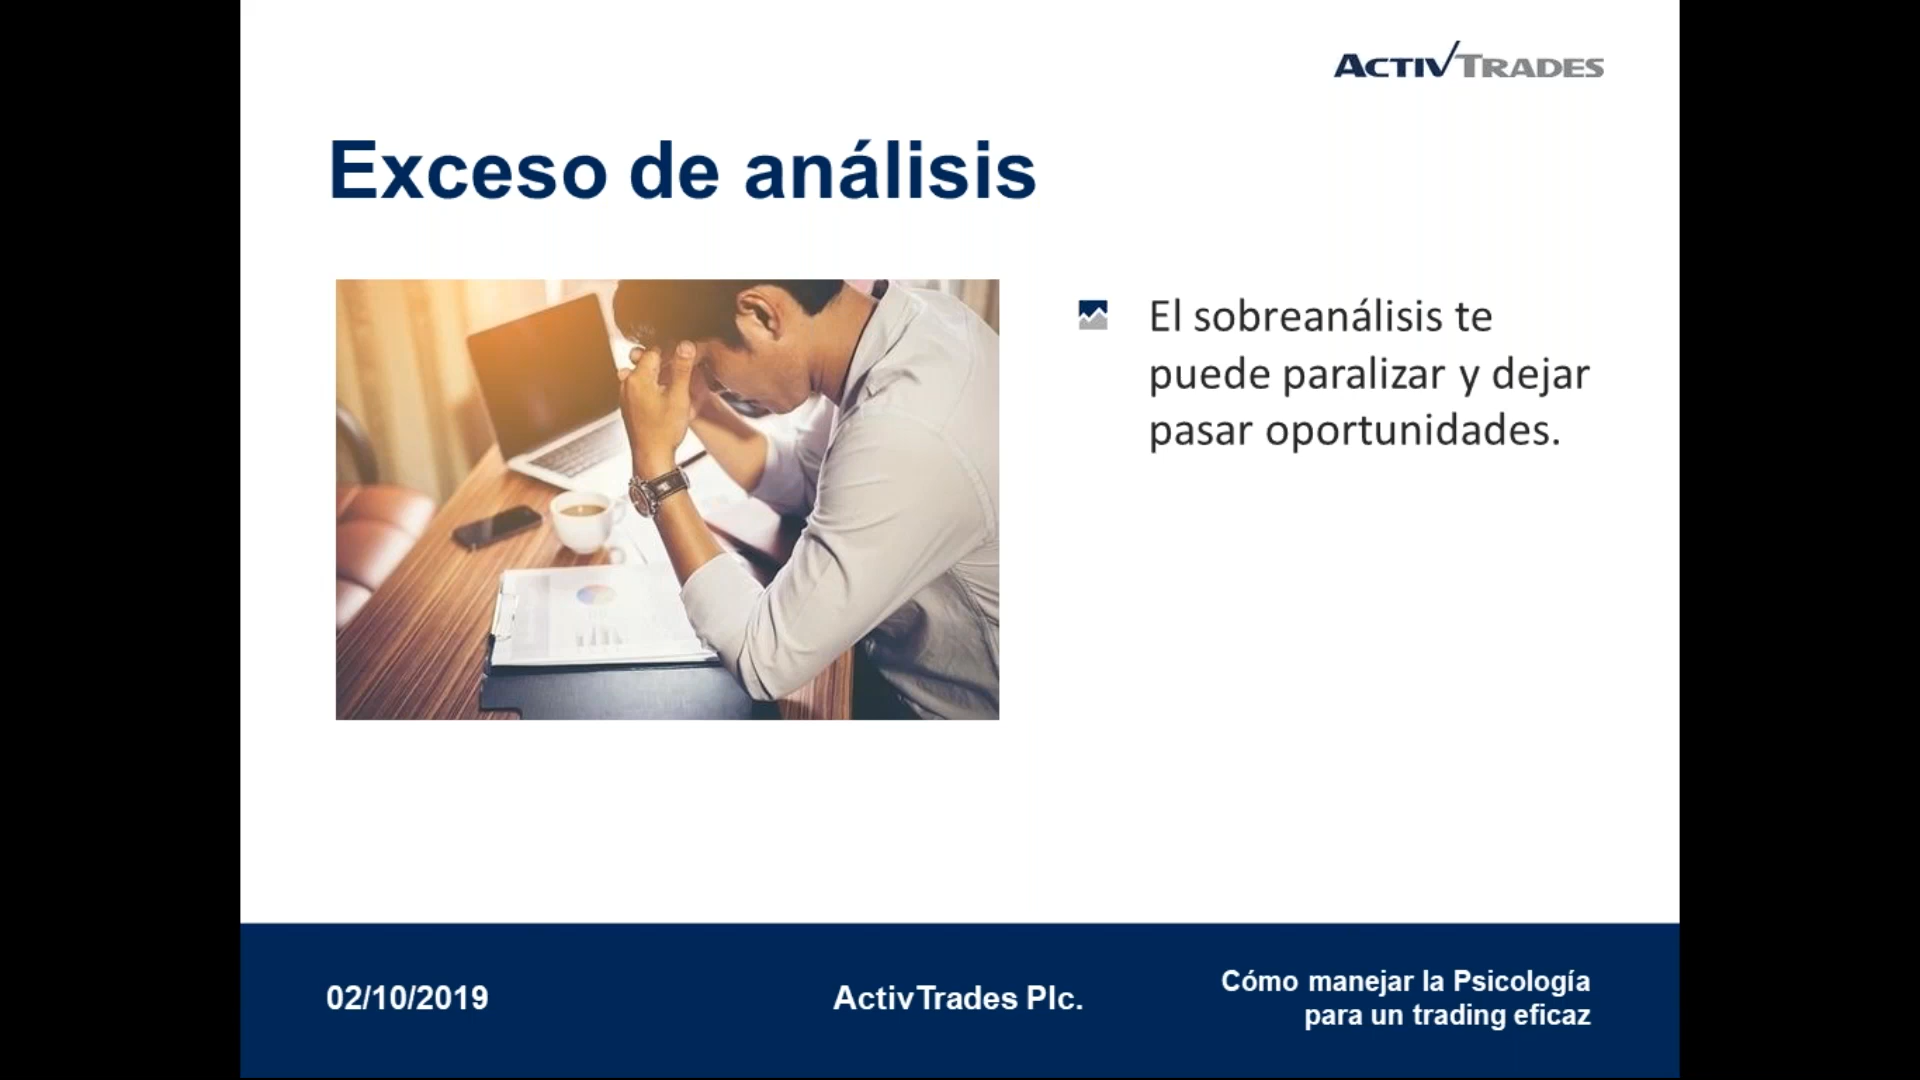 ACTIVTRADES
Exceso de análisis
El sobreanálisis te
puede paralizar y dejar
pasar oportunidades.
02/10/2019
ActivTrades Plc.
Cómo manejar la Psicología
para un trading eficaz